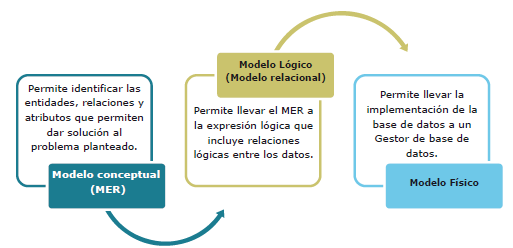 Permite identificar las
entidades, relaciones y
atributos que permiten
dar solución al
problema planteado.
Modelo conceptual
(MER)
Modelo Lógico
(Modelo relacional)
Permite llevar el MER a
la expresión lógica que
incluye relaciones
lógicas entre los datos.
Permite llevar la
implementación de la
base de datos a un
Gestor de base de
datos.
Modelo Físico